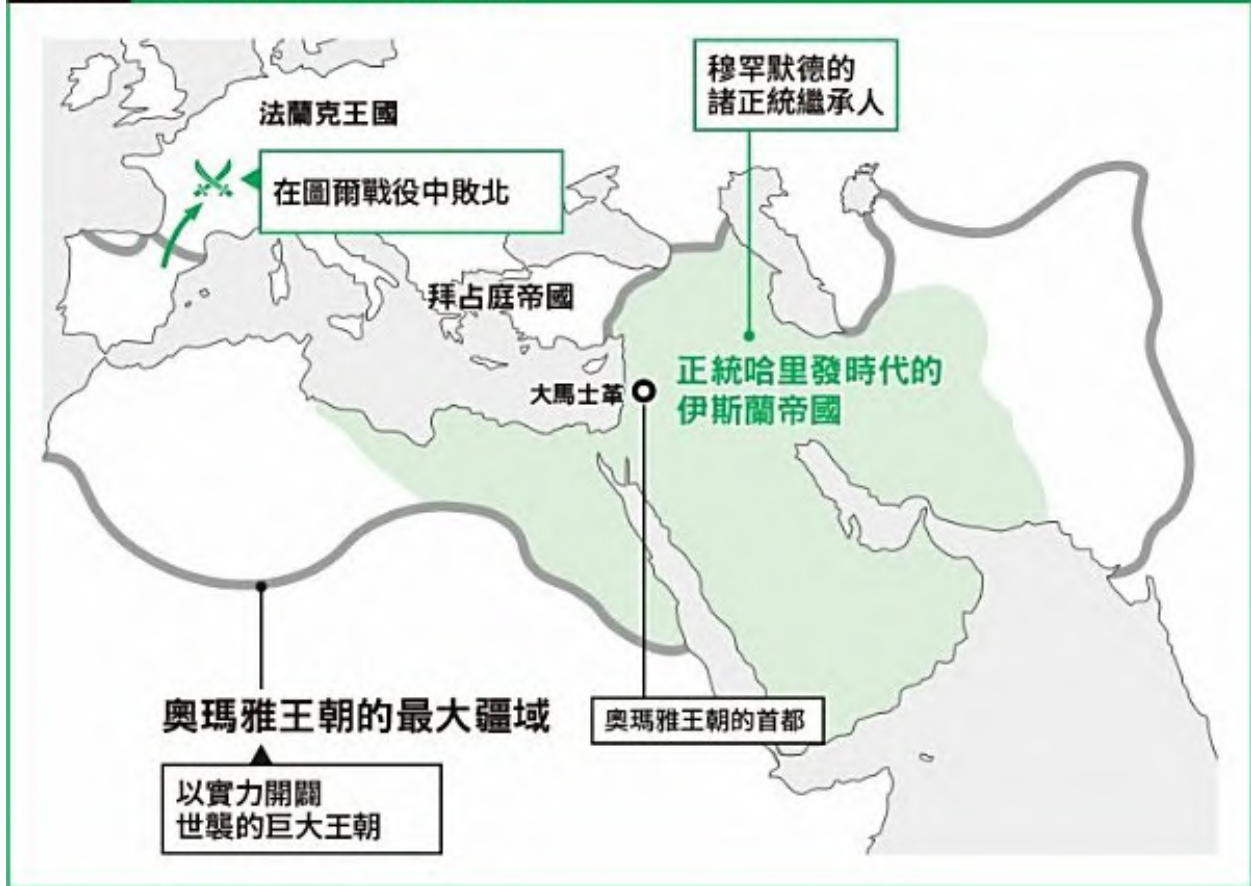 穆罕默德的
諸正統繼承人
法蘭克王國
在圖爾戰役中敗北
拜占庭帝國
大馬士革
正統哈里發時代的
伊斯蘭帝國
奧瑪雅王朝的最大疆域
奧瑪雅王朝的首都
以實力開闢
世襲的巨大王朝